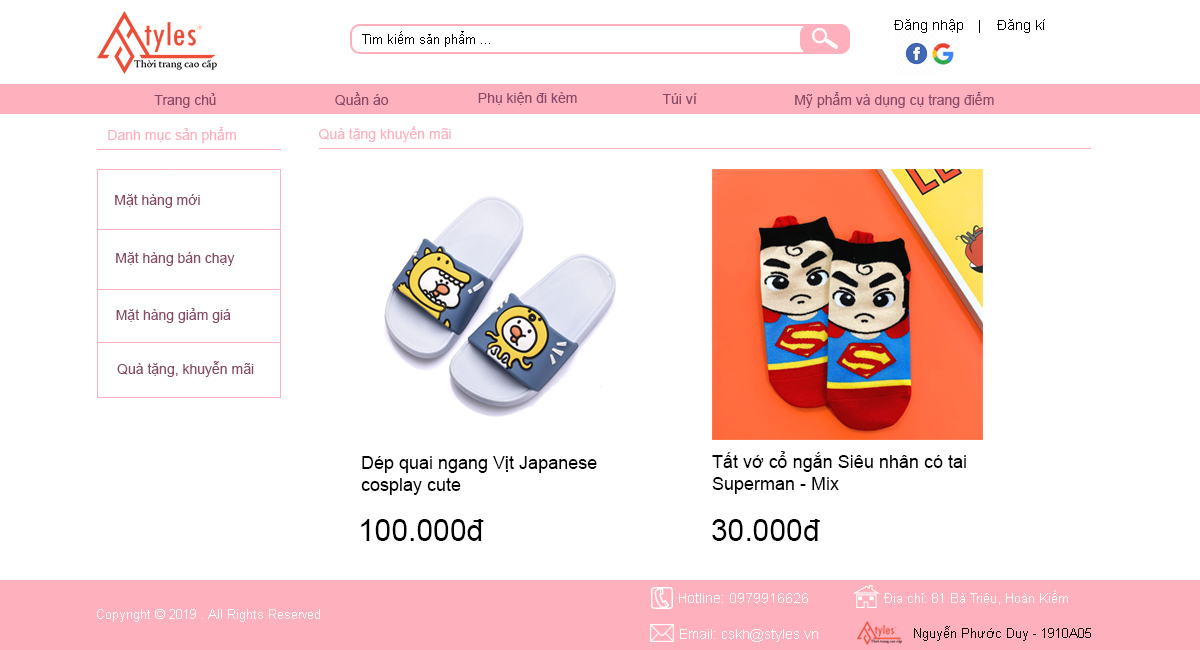 Styles®
Thời trang cao cấp
Tìm kiếm sản phẩm ...
Đăng nhập | Đăng kí
Trang chủ
Quần áo
Phụ kiện đi kèm
Túi ví
Mỹ phẩm và dụng cụ trang điểm
Danh mục sản phẩm
Mặt hàng mới
Mặt hàng bán chạy
Mặt hàng giảm giá
Quà tặng, khuyễn mãi
Quà tặng khuyến mãi
Dép quai ngang Vịt Japanese
cosplay cute
100.000đ
Tất vớ cổ ngắn Siêu nhân có tai
Superman - Mix
30.000đ
Copyright © 2019 . All Rights Reserved
Hotline: 0979916626
Email: cskh@styles.vn
Địa chỉ: 81 Bà Triệu, Hoàn Kiếm
Styles
Thời trang cao cấp
Nguyễn Phước Duy - 1910A05